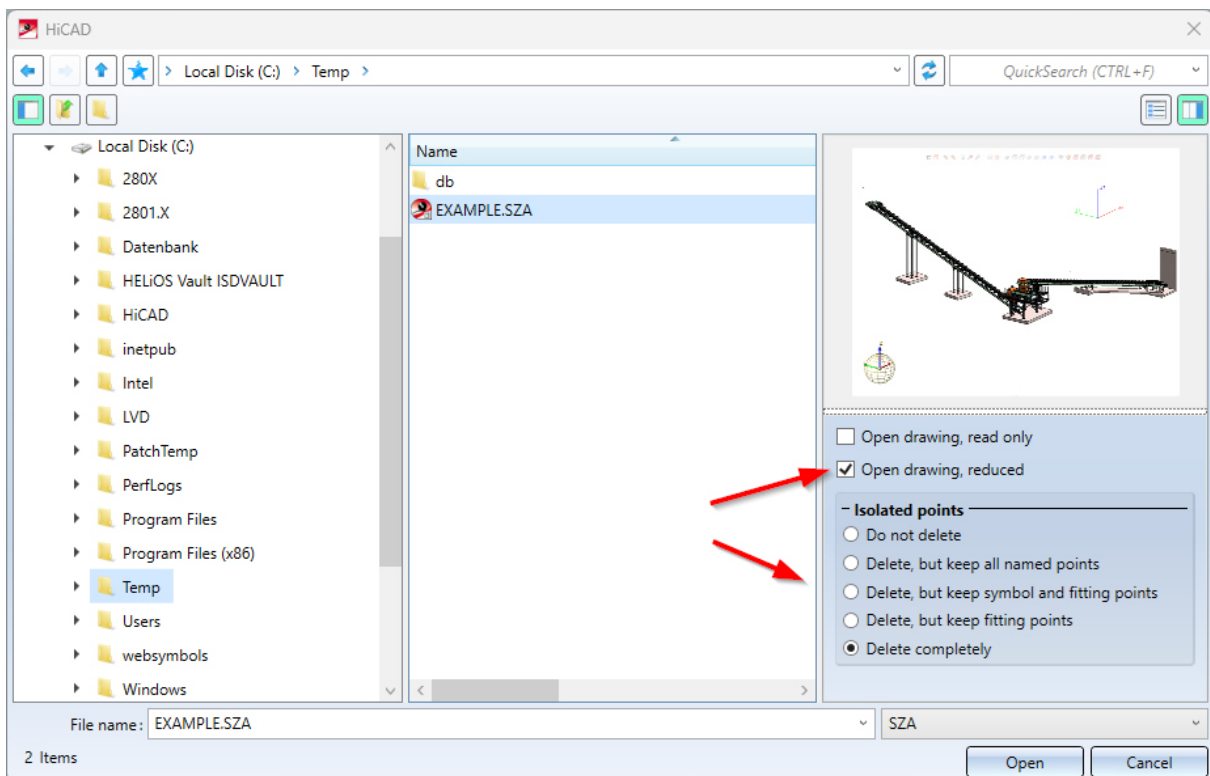 HiCAD
> Local Disk (C:) > Temp >
QuickSearch (CTRL+F)
Local Disk (C:)
280X
2801.X
Datenbank
HELiOS Vault ISDVAULT
HiCAD
inetpub
Intel
LVD
PatchTemp
PerfLogs
Program Files
Program Files (x86)
Temp
Users
websymbols
Windows
Name
db
EXAMPLE.SZA
Open drawing, read only
Open drawing, reduced
Isolated points
Do not delete
Delete, but keep all named points
Delete, but keep symbol and fitting points
Delete, but keep fitting points
Delete completely
File name: EXAMPLE.SZA
SZA
2 Items
Open
Cancel